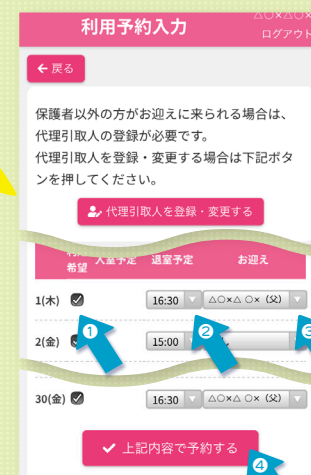 利用予約入力
△○×△○×
ログアウト
← 戻る
保護者以外の方がお迎えに来られる場合は、
代理引取人の登録が必要です。
代理引取人を登録・変更する場合は下記ボタ
ンを押してください。
代理引取人を登録・変更する
希望 入室予定 退室予定 お迎え
1(木) 16:30 △○×△ ○× (父)
① ② ③
2(金) 15:00
30(金) 16:30 △○×△ ○× (父)
✔ 上記内容で予約する
④